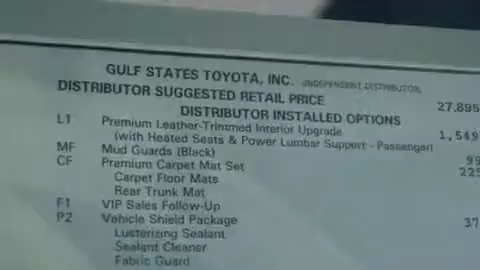 GULF STATES TOYOTA, INC. (INDEPENDENT DISTRIBUTOR)
DISTRIBUTOR SUGGESTED RETAIL PRICE 27,895
DISTRIBUTOR INSTALLED OPTIONS
L1 Premium Leather-Trimmed Interior Upgrade 1,549
(with Heated Seats & Power Lumbar Support - Passenger)
MF Mud Guards (Black) 99
CF Premium Carpet Mat Set 225
Carpet Floor Mats
Rear Trunk Mat
F1 VIP Sales Follow-Up
P2 Vehicle Shield Package 37
Lusterizing Sealant
Sealant Cleaner
Fabric Guard